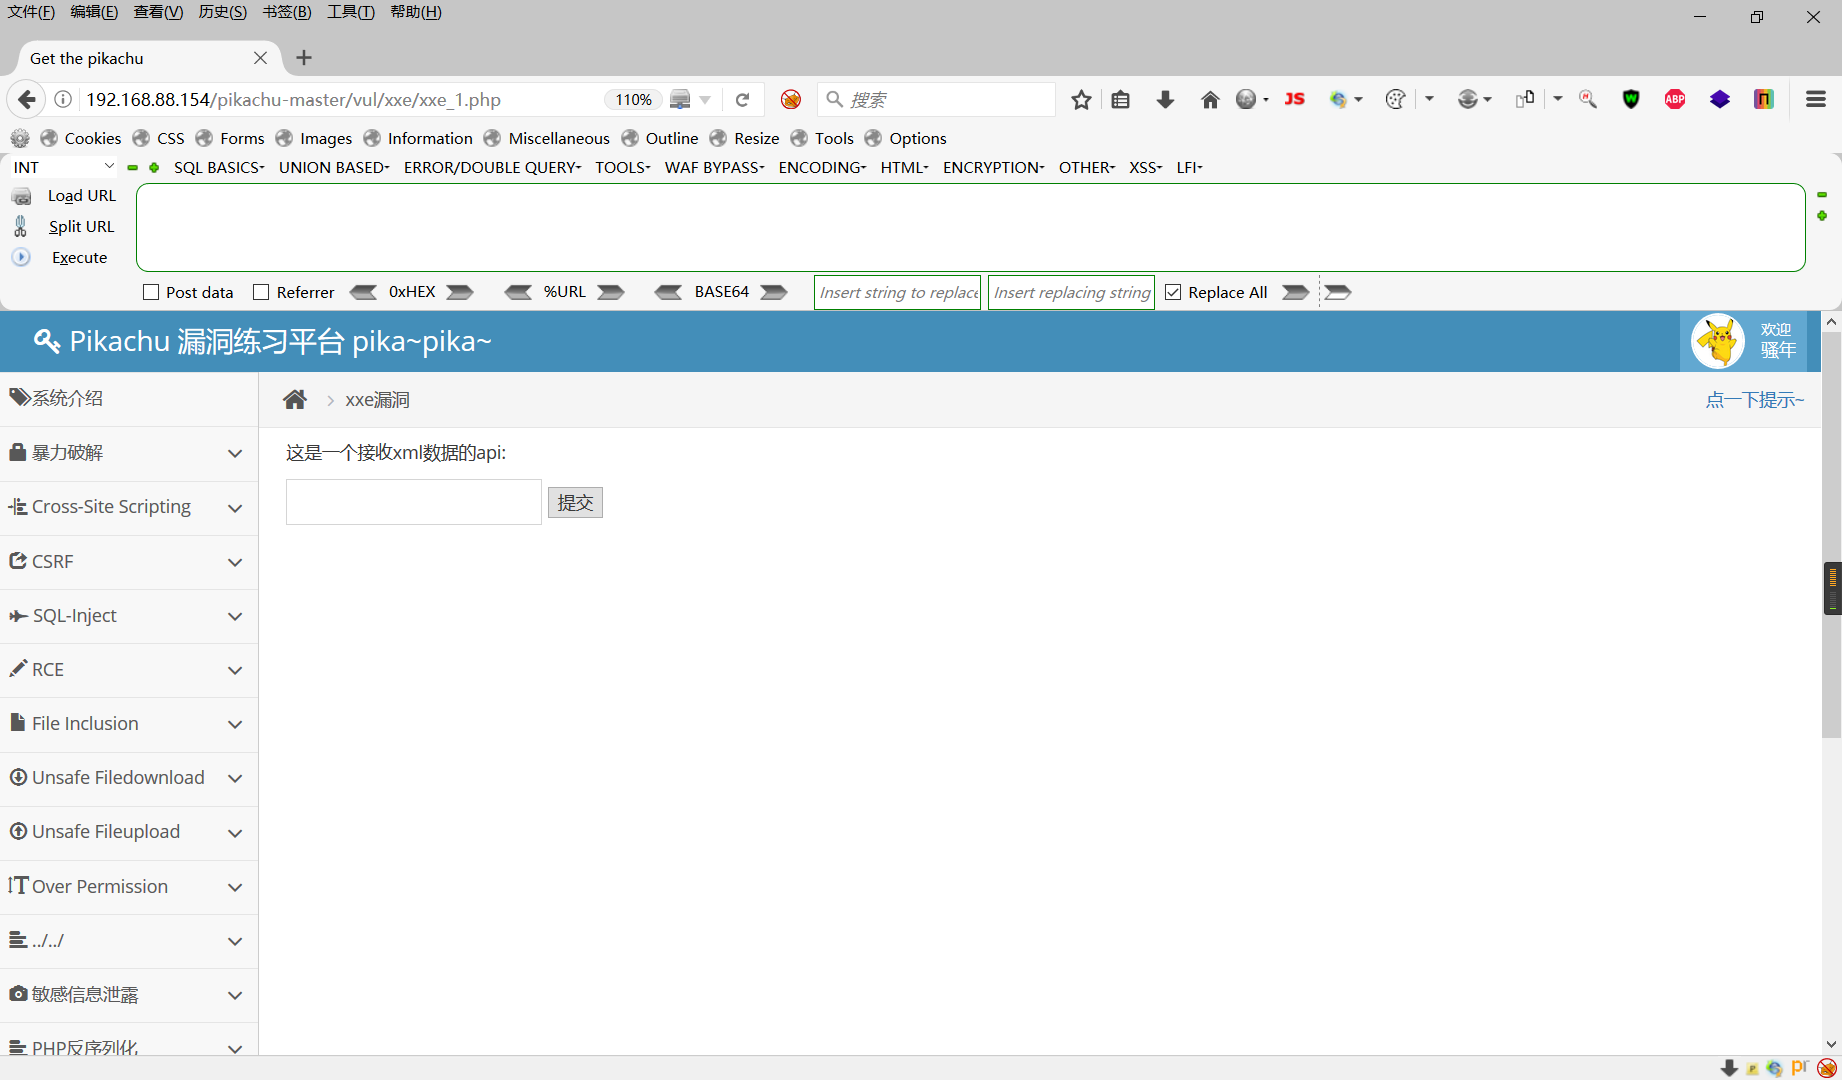 文件(F) 编辑(E) 查看(V) 历史(S) 书签(B) 工具(T) 帮助(H)
Get the pikachu
192.168.88.154/pikachu-master/vul/xxe/xxe_1.php 110% 搜索 JS ABP
Cookies CSS Forms Images Information Miscellaneous Outline Resize Tools Options
INT SQL BASICS UNION BASED ERROR/DOUBLE QUERY TOOLS WAF BYPASS ENCODING HTML ENCRYPTION OTHER XSS LFI
Load URL
Split URL
Execute
Post data Referrer 0xHEX %URL BASE64 Insert string to replace Insert replacing string Replace All
Pikachu 漏洞练习平台 pika~pika~
欢迎
骚年
系统介绍
暴力破解
Cross-Site Scripting
CSRF
SQL-Inject
RCE
File Inclusion
Unsafe Filedownload
Unsafe Fileupload
Over Permission
../../
敏感信息泄露
PHP反序列化
xxe漏洞
点一下提示~
这是一个接收xml数据的api:
提交
pr